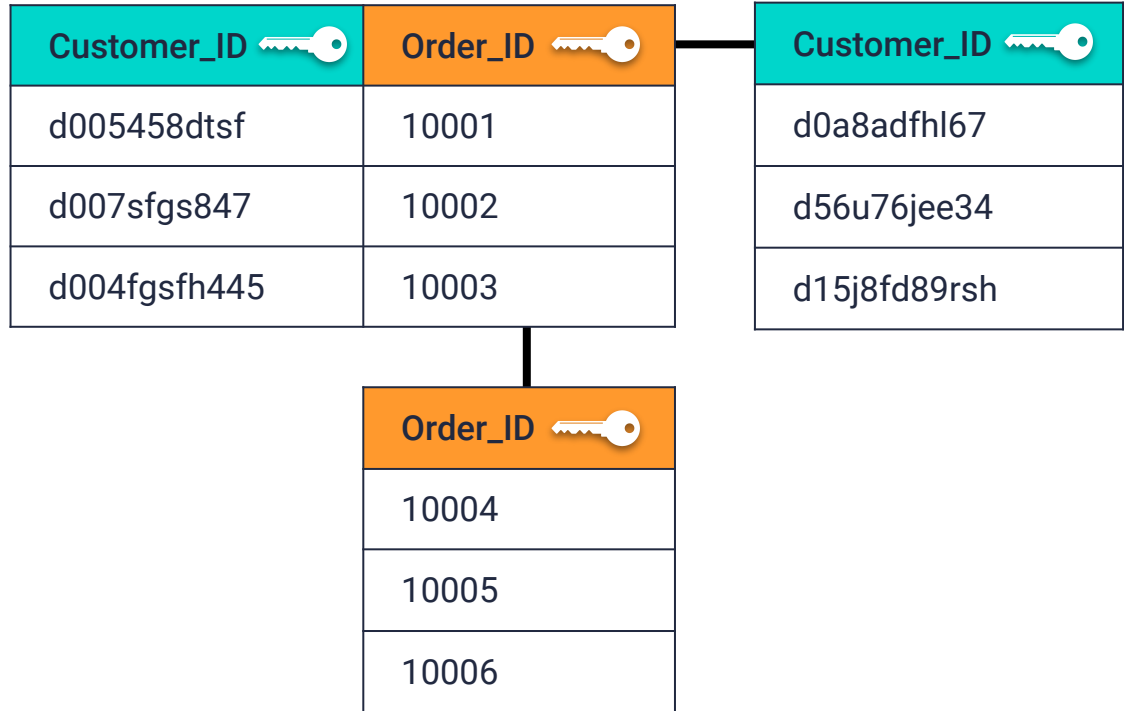 Customer_ID Order_ID Customer_ID
d005458dtsf 10001 d0a8adfhl67
d007sfgs847 10002 d56u76jee34
d004fgsfh445 10003 d15j8fd89rsh
Order_ID
10004
10005
10006